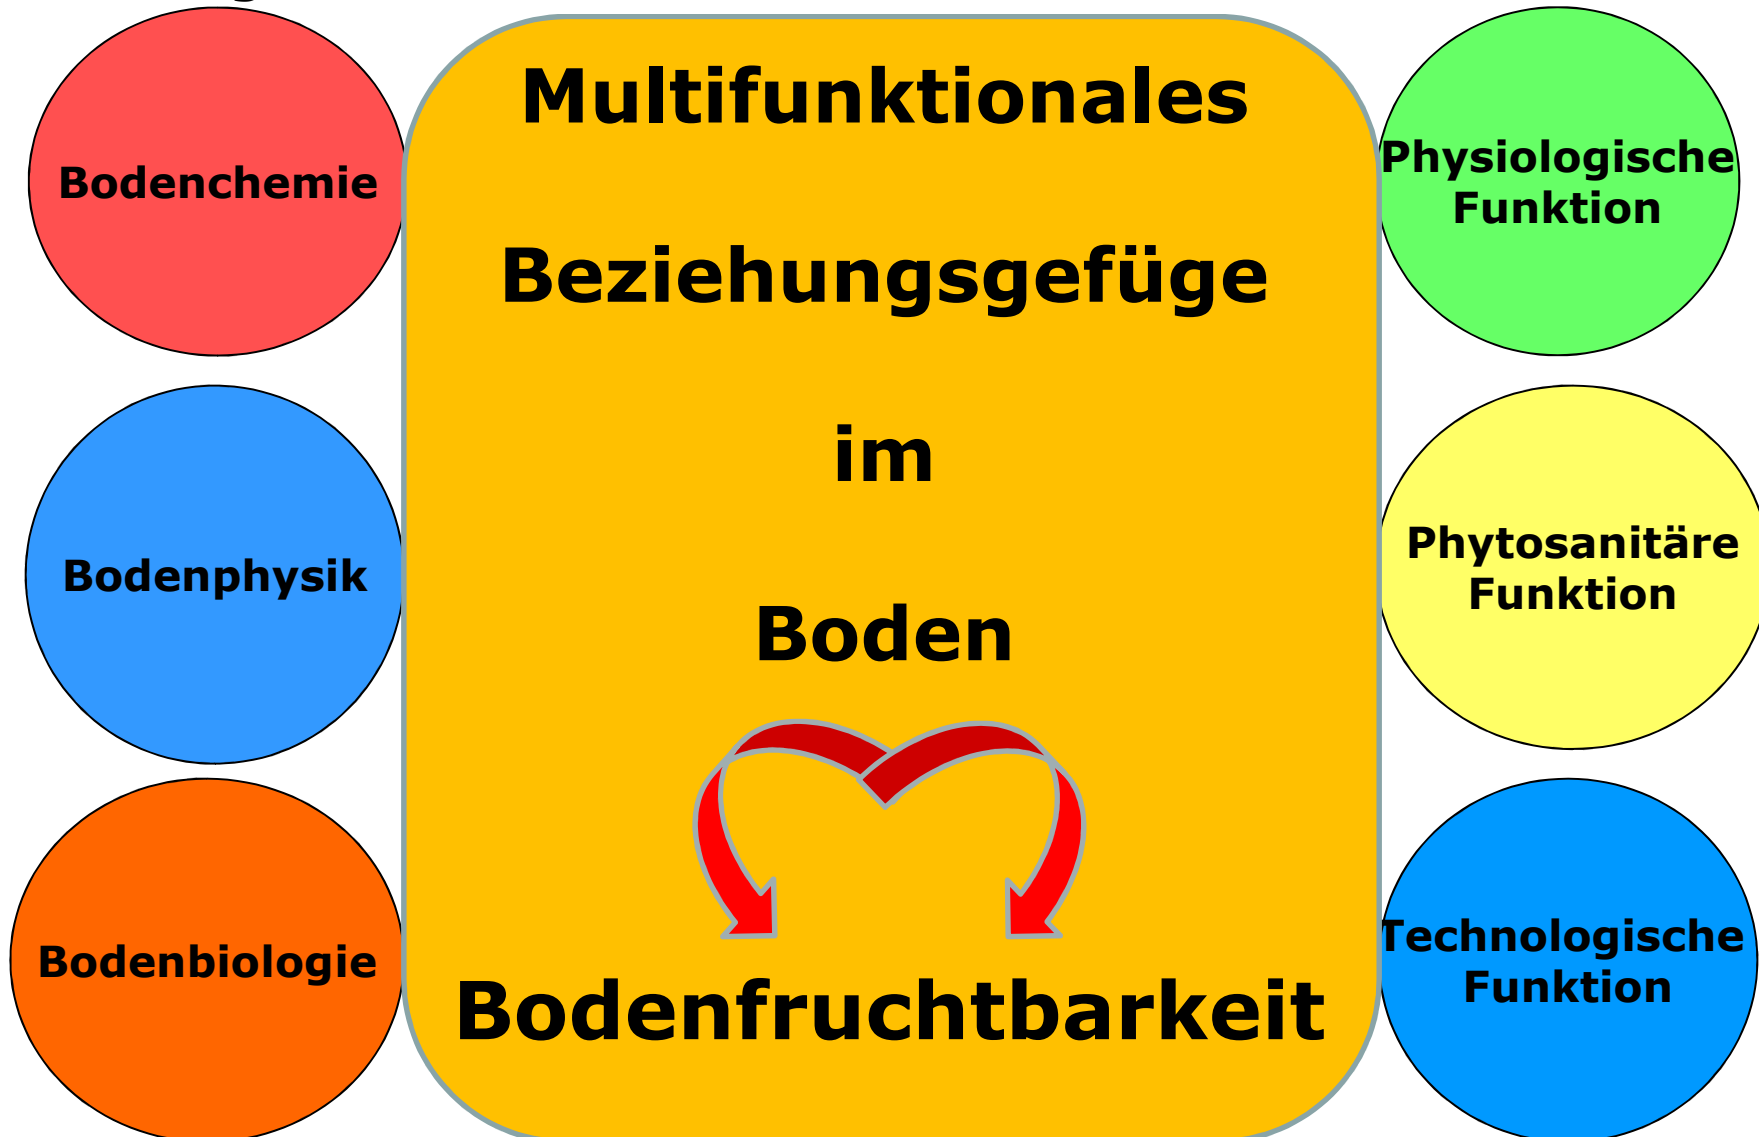 Bodenchemie
Bodenphysik
Bodenbiologie
Multifunktionales
Beziehungsgefüge
im
Boden
Bodenfruchtbarkeit
Physiologische
Funktion
Phytosanitäre
Funktion
Technologische
Funktion